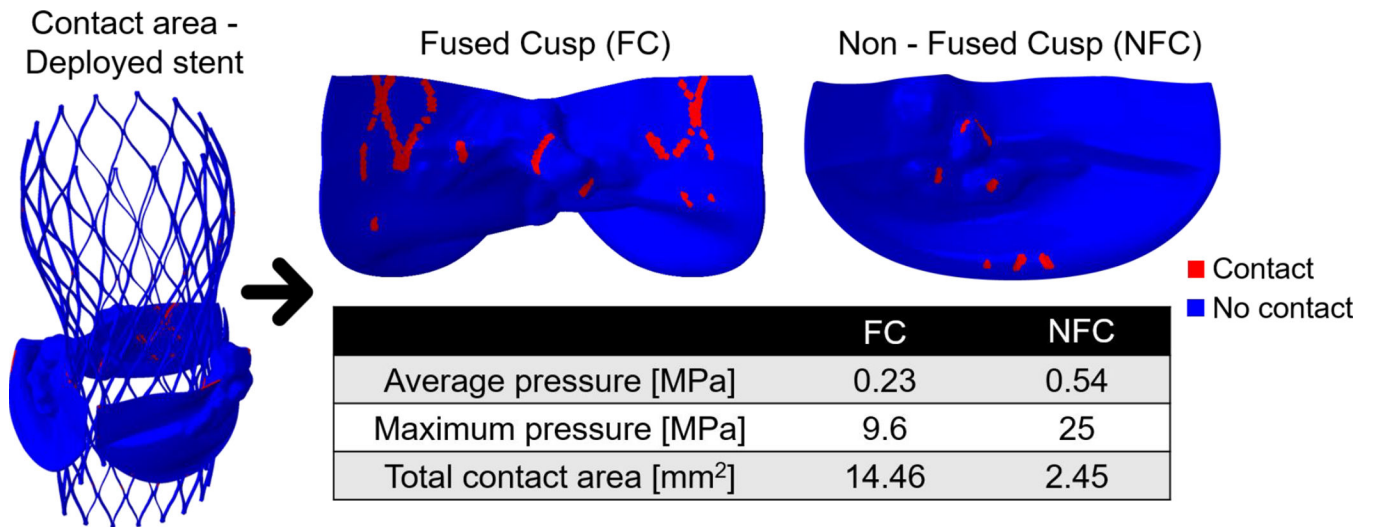 Contact area -
Deployed stent
Fused Cusp (FC)
Non - Fused Cusp (NFC)
Contact
No contact
FC NFC
Average pressure [MPa] 0.23 0.54
Maximum pressure [MPa] 9.6 25
Total contact area [mm²] 14.46 2.45